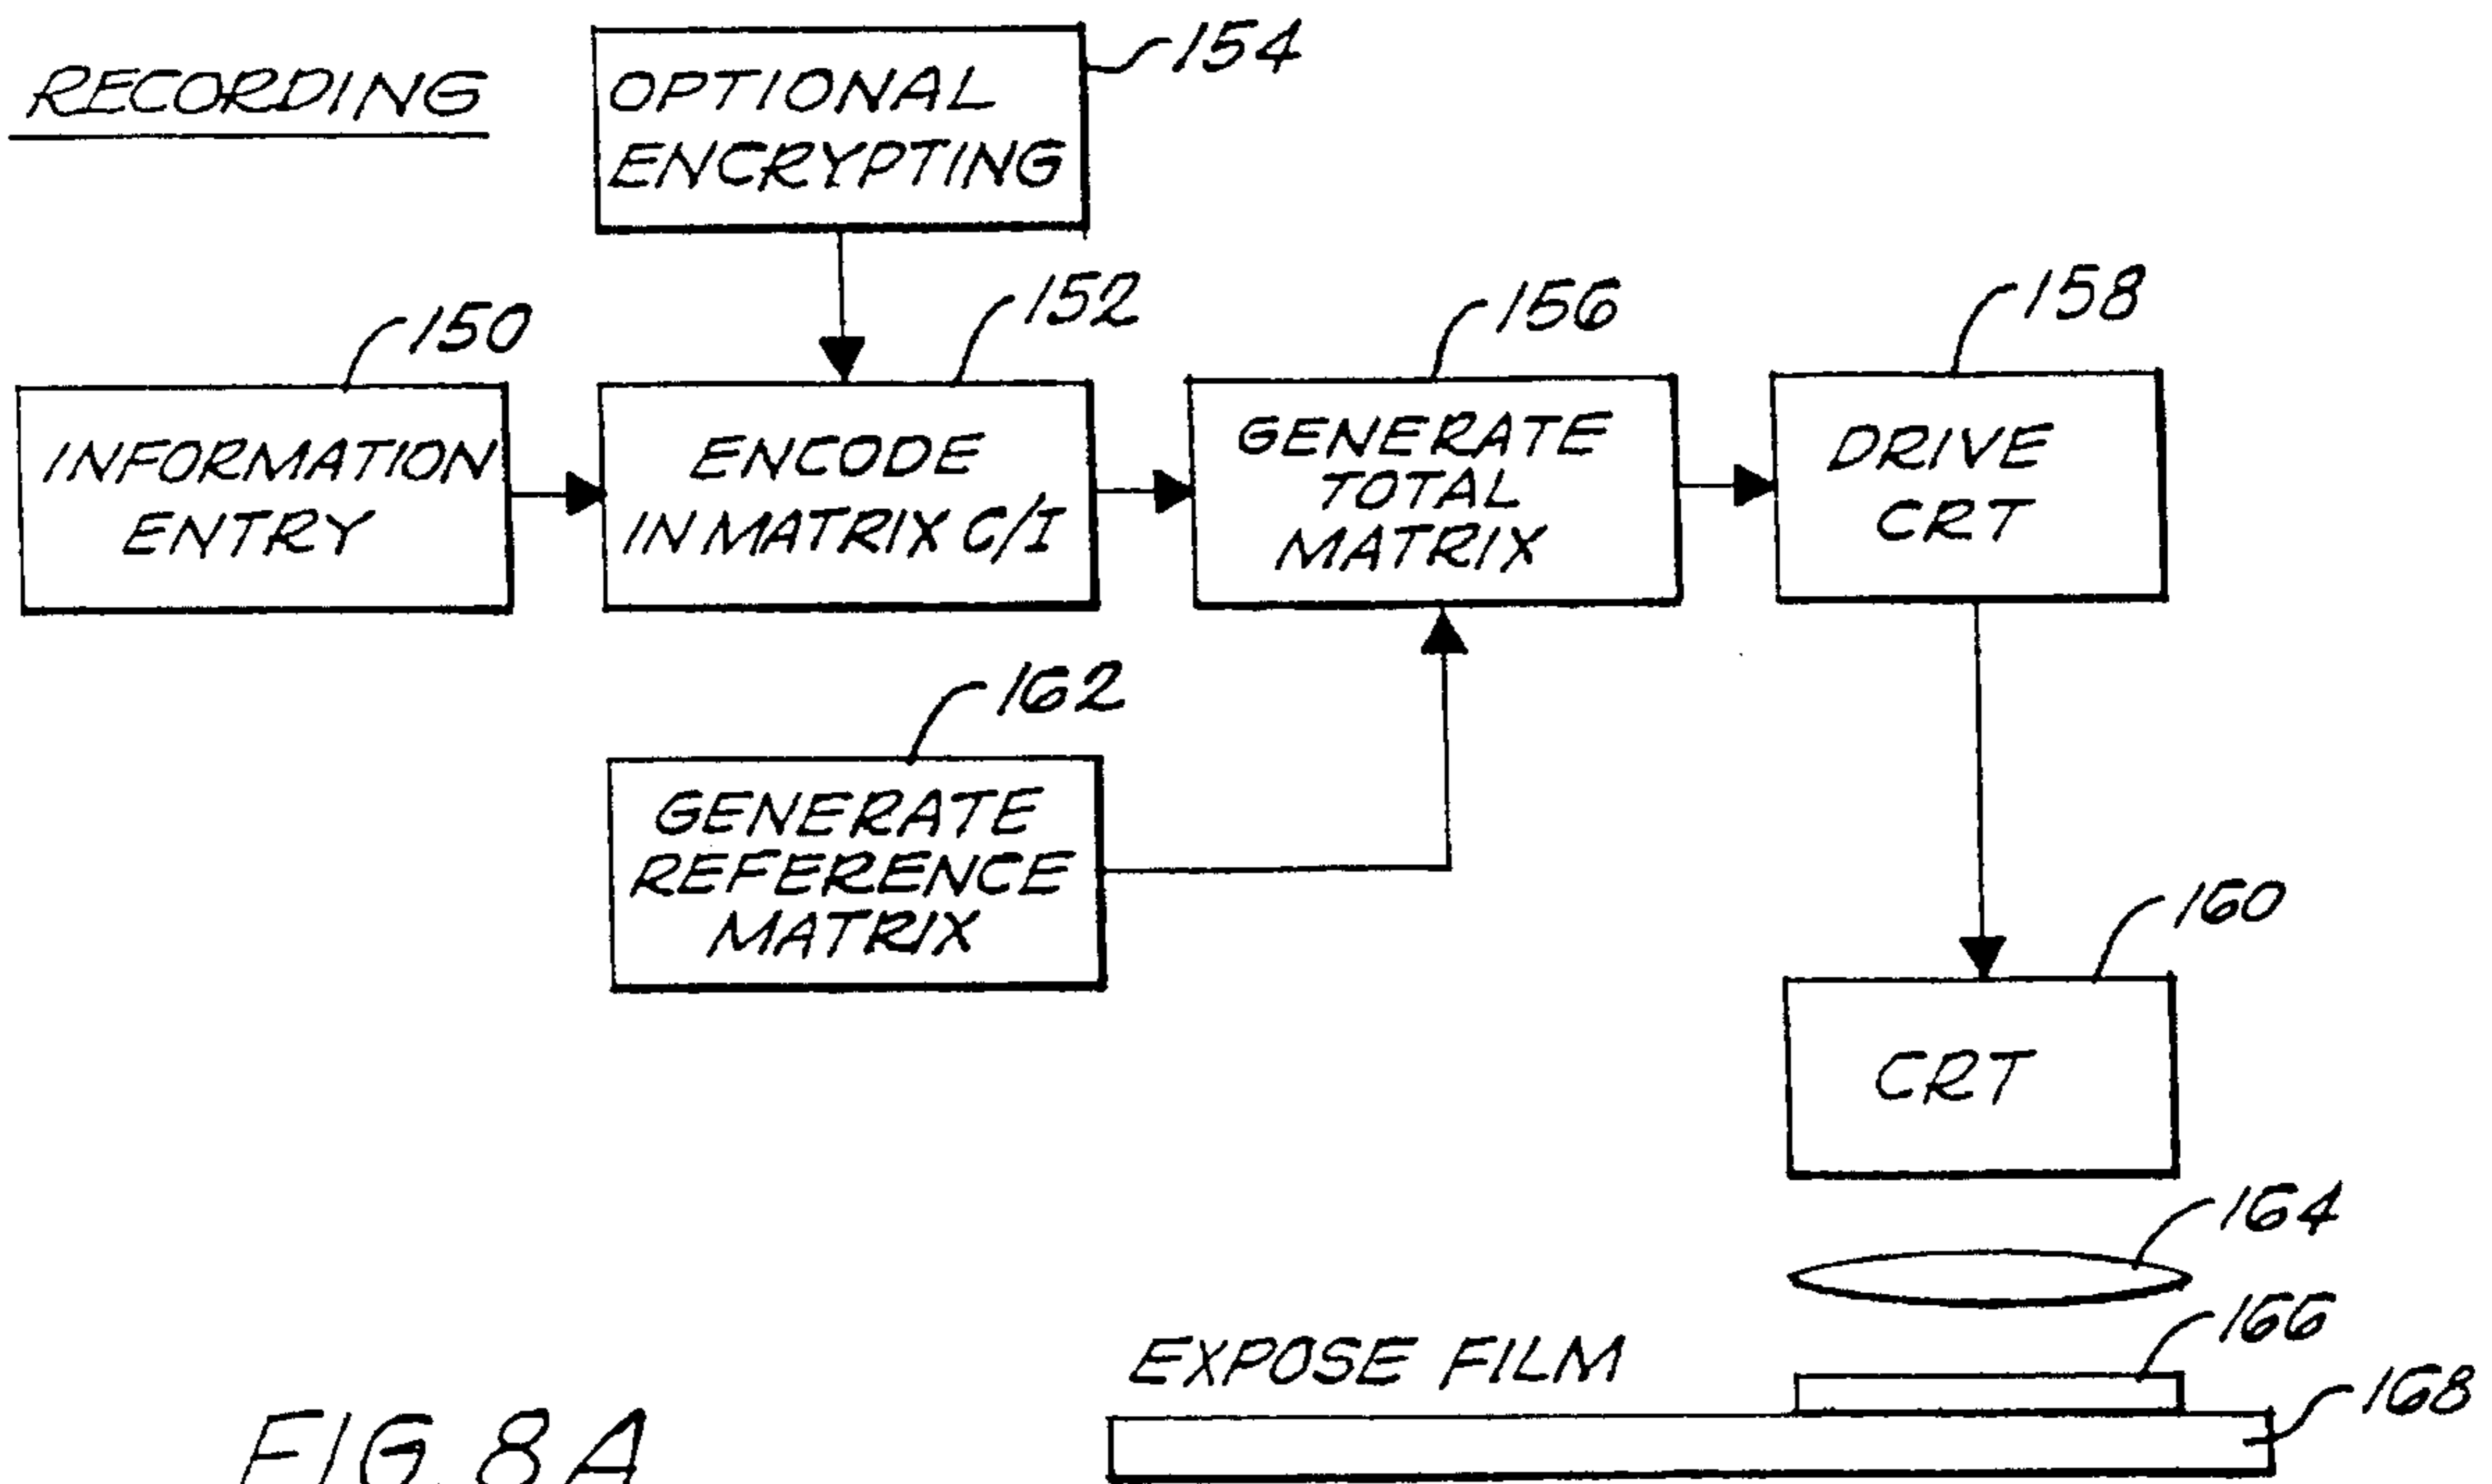 RECORDING
OPTIONAL
ENCRYPTING
154
150
INFORMATION
ENTRY
152
ENCODE
IN MATRIX C/I
156
GENERATE
TOTAL
MATRIX
158
DRIVE
CRT
162
GENERATE
REFERENCE
MATRIX
160
CRT
164
166
168
EXPOSE FILM
FIG. 8A